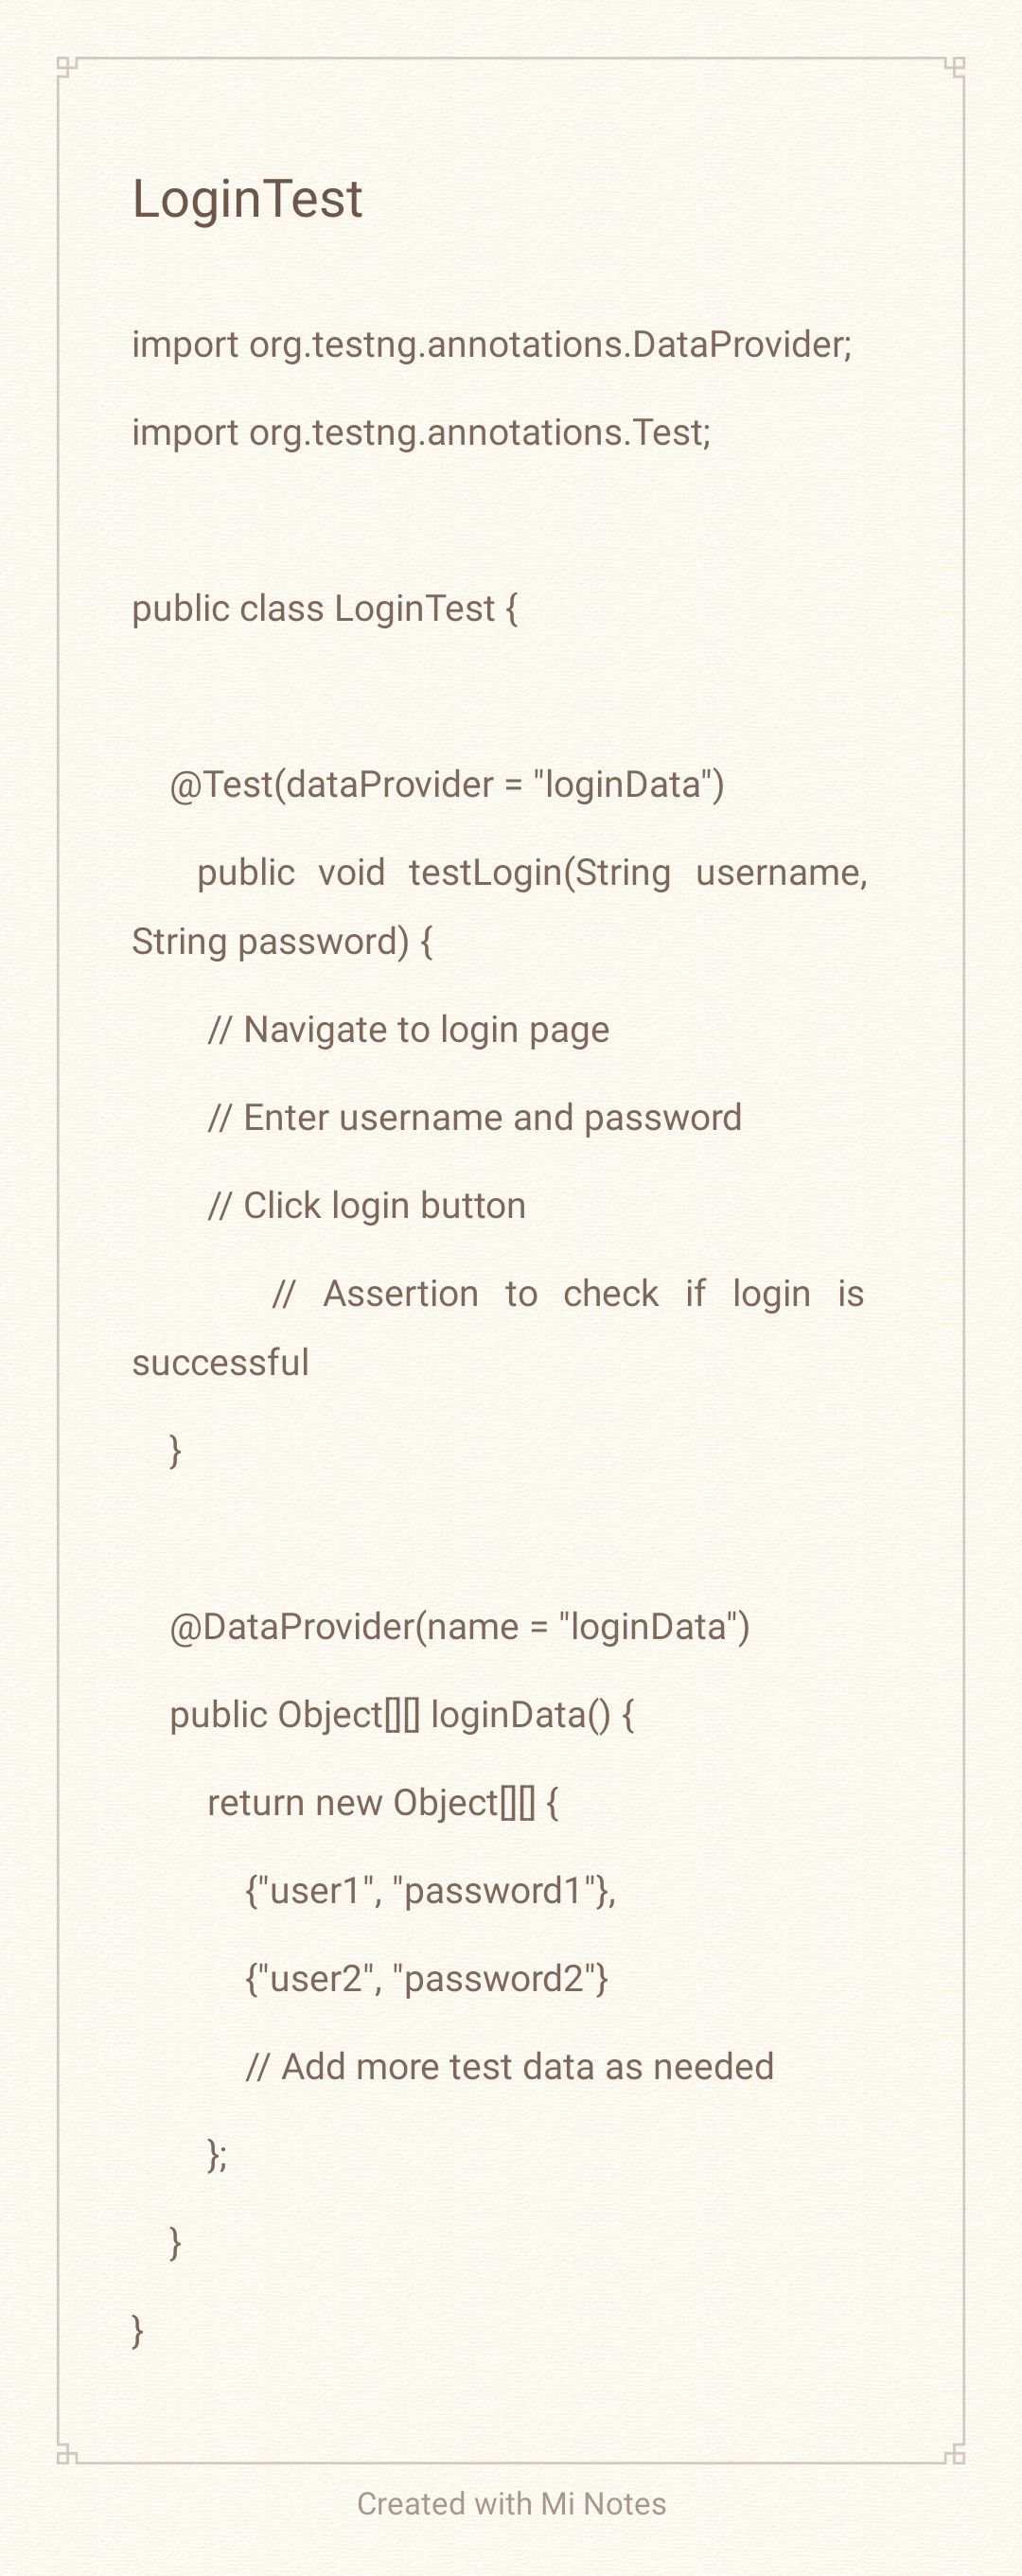 LoginTest
import org.testng.annotations.DataProvider;
import org.testng.annotations.Test;
public class LoginTest {
@Test(dataProvider = "loginData")
public void testLogin(String username,
String password) {
// Navigate to login page
// Enter username and password
// Click login button
// Assertion to check if login is
successful
}
@DataProvider(name = "loginData")
public Object[][] loginData() {
return new Object[][] {
{"user1", "password1"},
{"user2", "password2"}
// Add more test data as needed
};
}
}
Created with Mi Notes